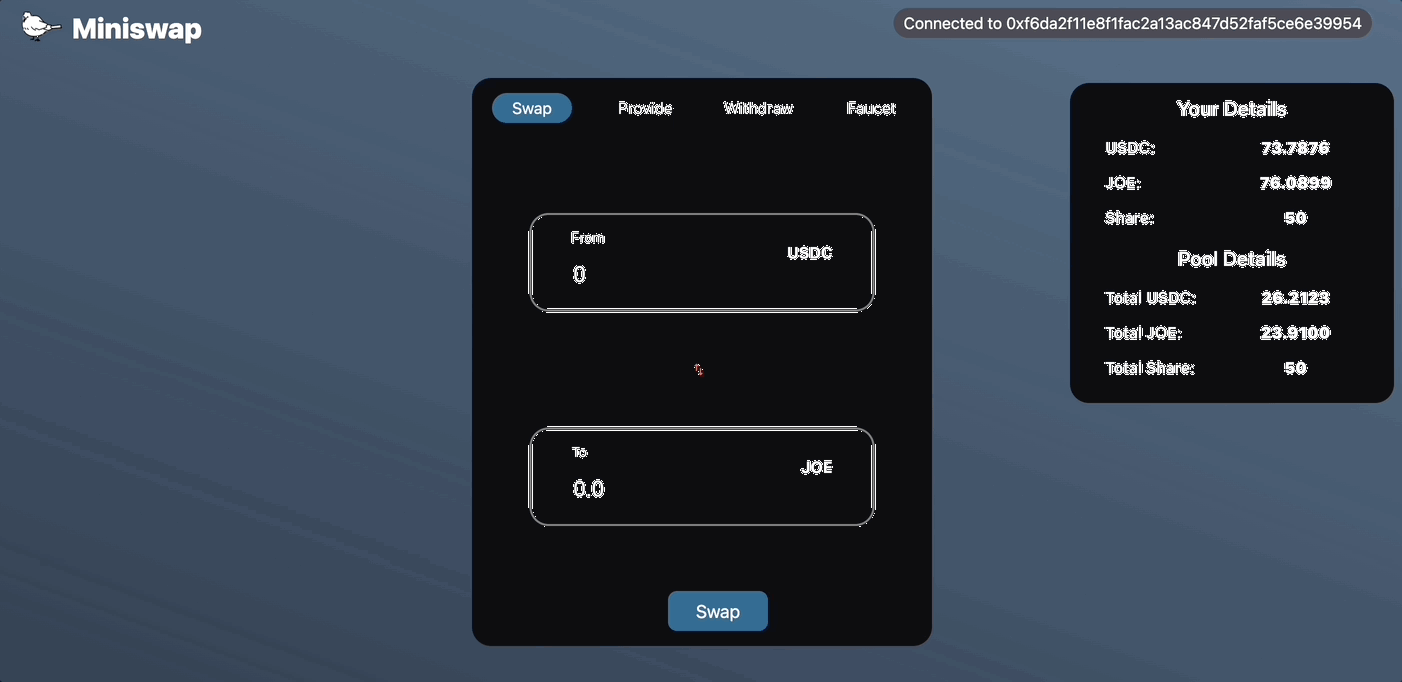 Miniswap
Connected to 0xf6da2f11e8f1fac2a13ac847d52faf5ce6e39954
Swap Provide Withdraw Faucet
From
USDC
0
To
JOE
0.0
Swap
Your Details
USDC: 73.7876
JOE: 76.0899
Share: 50
Pool Details
Total USDC: 26.2123
Total JOE: 23.9100
Total Share: 50